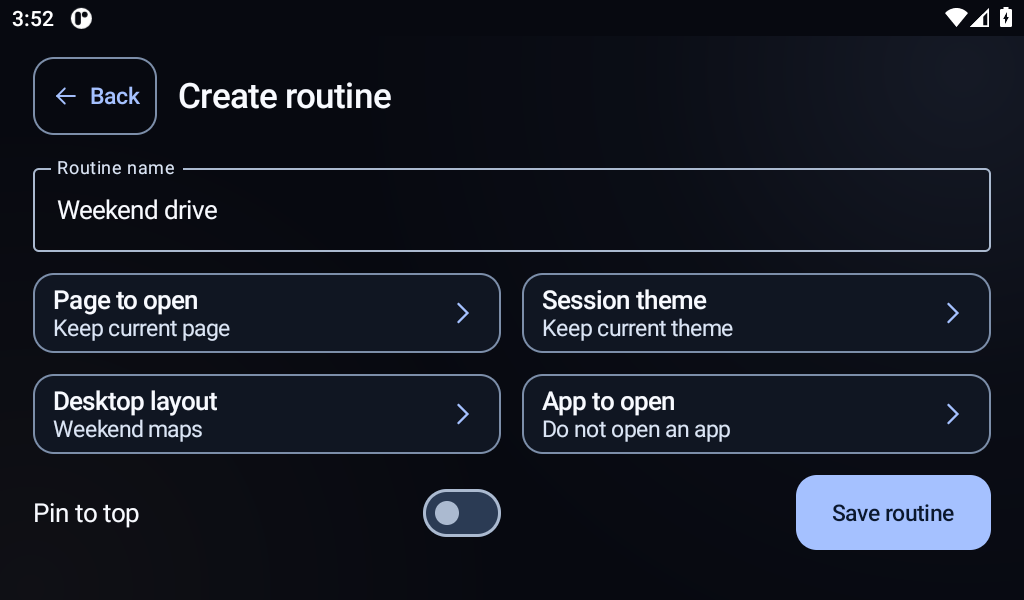 3:52
Back
Create routine
Routine name
Weekend drive
Page to open
Keep current page
Session theme
Keep current theme
Desktop layout
Weekend maps
App to open
Do not open an app
Pin to top
Save routine